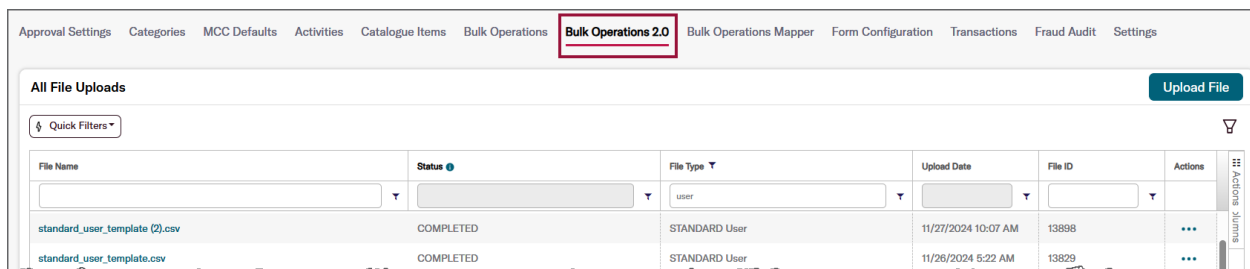 Approval Settings Categories MCC Defaults Activities Catalogue Items Bulk Operations Bulk Operations 2.0 Bulk Operations Mapper Form Configuration Transactions Fraud Audit Settings
All File Uploads Upload File
Quick Filters
File Name Status File Type Upload Date File ID Actions
user
standard_user_template (2).csv COMPLETED STANDARD User 11/27/2024 10:07 AM 13898
standard_user_template.csv COMPLETED STANDARD User 11/26/2024 5:22 AM 13829
Actions